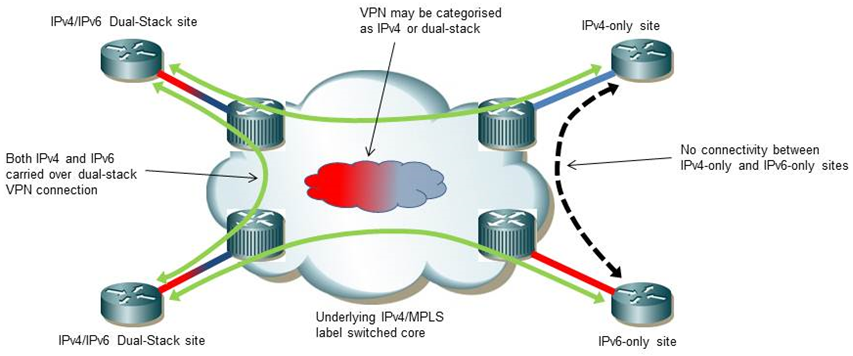 IPv4/IPv6 Dual-Stack site
VPN may be categorised
as IPv4 or dual-stack
IPv4-only site
Both IPv4 and IPv6
carried over dual-stack
VPN connection
No connectivity between
IPv4-only and IPv6-only sites
Underlying IPv4/MPLS
label switched core
IPv4/IPv6 Dual-Stack site
IPv6-only site